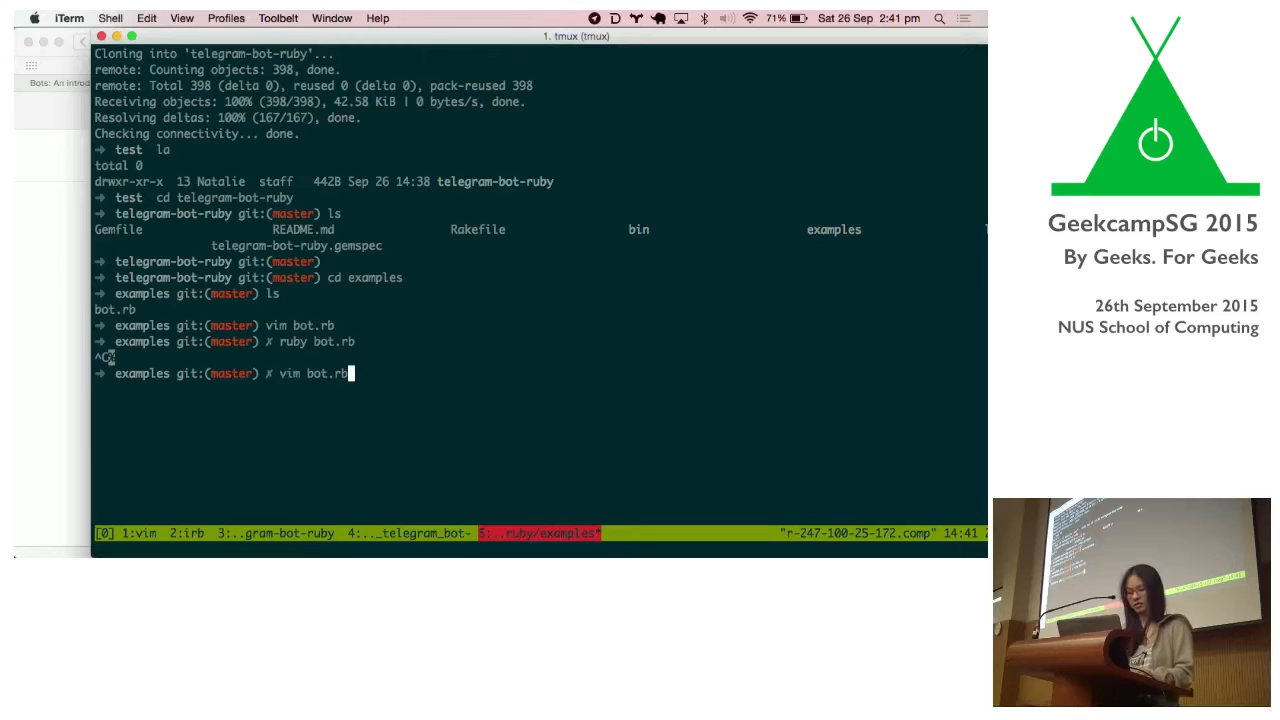 iTerm Shell Edit View Profiles Toolbelt Window Help 71% Sat 26 Sep 2:41 pm
1. tmux (tmux)
Bots: An introd
Cloning into 'telegram-bot-ruby'...
remote: Counting objects: 398, done.
remote: Total 398 (delta 0), reused 0 (delta 0), pack-reused 398
Receiving objects: 100% (398/398), 42.58 KiB | 0 bytes/s, done.
Resolving deltas: 100% (167/167), done.
Checking connectivity... done.
➜ test la
total 0
drwxr-xr-x 13 Natalie staff 442B Sep 26 14:38 telegram-bot-ruby
➜ test cd telegram-bot-ruby
➜ telegram-bot-ruby git:(master) ls
Gemfile README.md Rakefile bin examples l
telegram-bot-ruby.gemspec
➜ telegram-bot-ruby git:(master)
➜ telegram-bot-ruby git:(master) cd examples
➜ examples git:(master) ls
bot.rb
➜ examples git:(master) vim bot.rb
➜ examples git:(master) ✗ ruby bot.rb
^C
➜ examples git:(master) ✗ vim bot.rb
[0] 1:vim 2:irb 3:..gram-bot-ruby 4:.._telegram_bot- 5:..ruby/examples* "r-247-100-25-172.comp" 14:41 2
GeekcampSG 2015
By Geeks. For Geeks
26th September 2015
NUS School of Computing